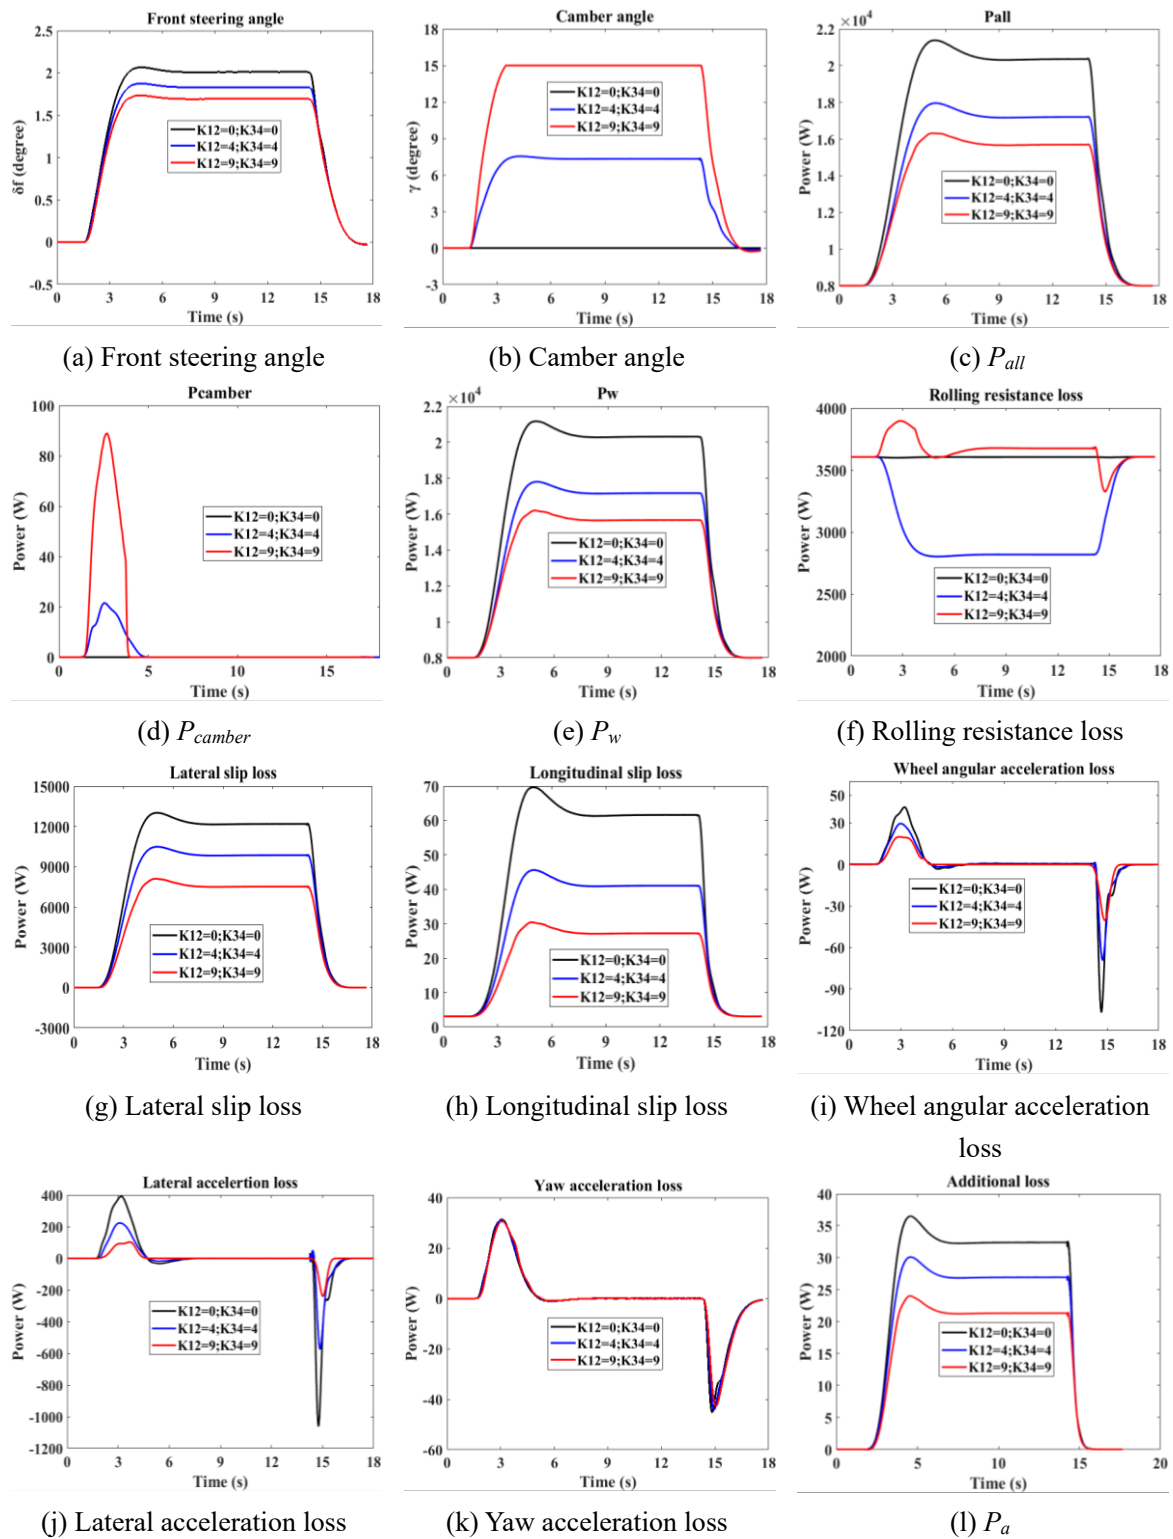 Front steering angle
2.5
2
1.5
1
0.5
0
-0.5
δf (degree)
K12=0;K34=0
K12=4;K34=4
K12=9;K34=9
0 3 6 9 12 15 18
Time (s)
(a) Front steering angle
Camber angle
18
15
12
9
6
3
0
-3
γ (degree)
K12=0;K34=0
K12=4;K34=4
K12=9;K34=9
0 3 6 9 12 15 18
Time (s)
(b) Camber angle
Pall
×10⁴
2.2
2
1.8
1.6
1.4
1.2
1
0.8
Power (W)
K12=0;K34=0
K12=4;K34=4
K12=9;K34=9
0 3 6 9 12 15 18
Time (s)
(c) Pall
Pcamber
100
80
60
40
20
0
Power (W)
K12=0;K34=0
K12=4;K34=4
K12=9;K34=9
0 5 10 15
Time (s)
(d) Pcamber
Pw
×10⁴
2.2
2
1.8
1.6
1.4
1.2
1
0.8
Power (W)
K12=0;K34=0
K12=4;K34=4
K12=9;K34=9
0 3 6 9 12 15 18
Time (s)
(e) Pw
Rolling resistance loss
4000
3600
3000
2500
2000
Power (W)
K12=0;K34=0
K12=4;K34=4
K12=9;K34=9
0 3 6 9 12 15 18
Time (s)
(f) Rolling resistance loss
Lateral slip loss
15000
12000
9000
6000
3000
0
-3000
Power (W)
K12=0;K34=0
K12=4;K34=4
K12=9;K34=9
0 3 6 9 12 15 18
Time (s)
(g) Lateral slip loss
Longitudinal slip loss
70
60
50
40
30
20
10
0
Power (W)
K12=0;K34=0
K12=4;K34=4
K12=9;K34=9
0 3 6 9 12 15 18
Time (s)
(h) Longitudinal slip loss
Wheel angular acceleration loss
60
30
0
-30
-60
-90
-120
Power (W)
K12=0;K34=0
K12=4;K34=4
K12=9;K34=9
0 3 6 9 12 15 18
Time (s)
(i) Wheel angular acceleration
loss
Lateral accelertion loss
400
200
0
-200
-400
-600
-800
-1000
-1200
Power (W)
K12=0;K34=0
K12=4;K34=4
K12=9;K34=9
0 3 6 9 12 15 18
Time (s)
(j) Lateral acceleration loss
Yaw acceleration loss
40
20
0
-20
-40
-60
Power (W)
K12=0;K34=0
K12=4;K34=4
K12=9;K34=9
0 3 6 9 12 15 18
Time (s)
(k) Yaw acceleration loss
Additional loss
40
35
30
25
20
15
10
5
0
Power (W)
K12=0;K34=0
K12=4;K34=4
K12=9;K34=9
0 5 10 15 20
Time (s)
(l) Pa